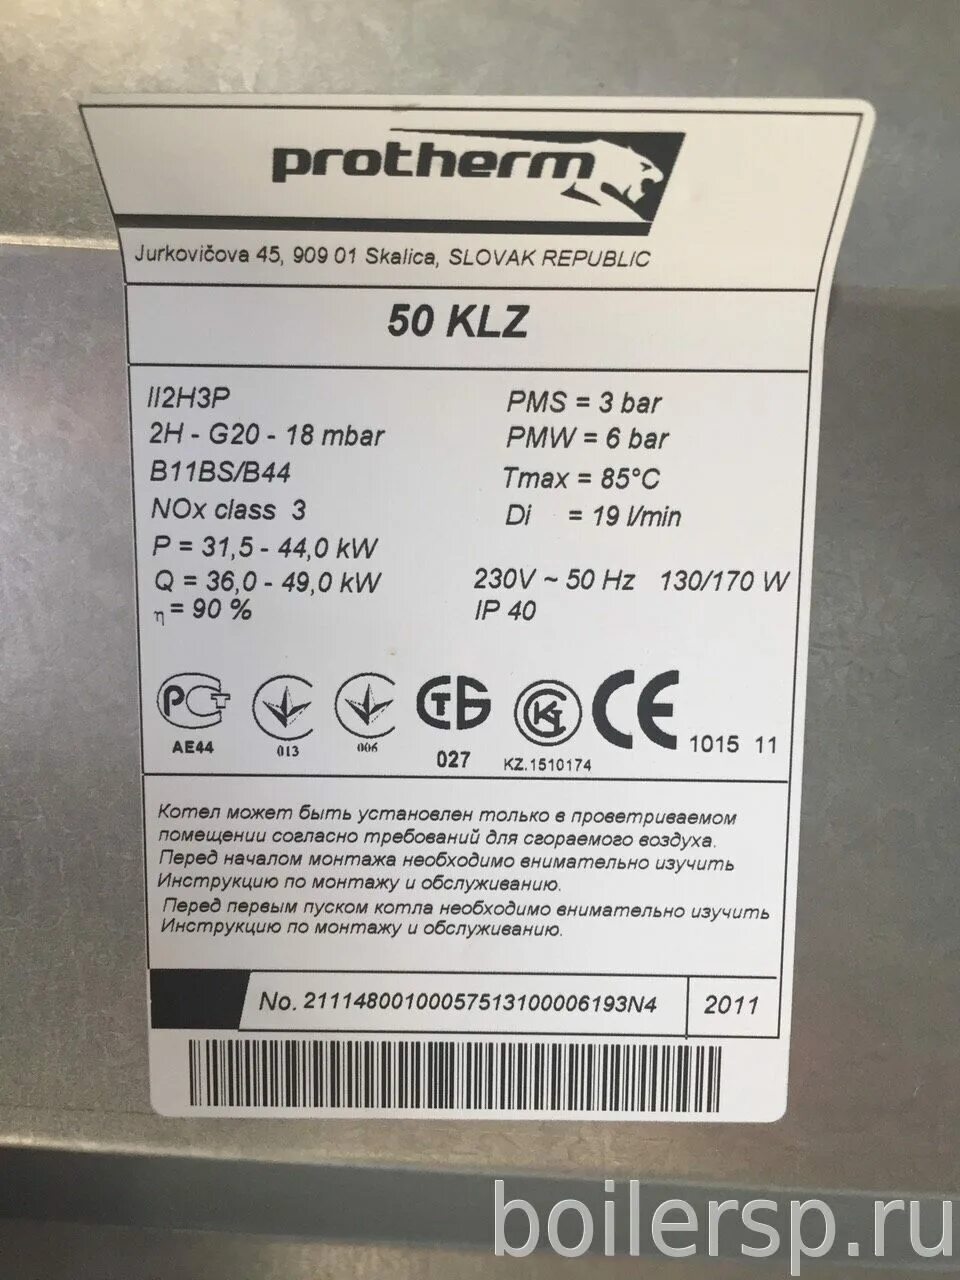 protherm
Jurkovičova 45, 909 01 Skalica, SLOVAK REPUBLIC
50 KLZ
II2H3P
2H - G20 - 18 mbar
B11BS/B44
NOx class 3
P = 31,5 - 44,0 kW
Q = 36,0 - 49,0 kW
η = 90 %
PMS = 3 bar
PMW = 6 bar
Tmax = 85°C
Di = 19 l/min
230V ~ 50 Hz 130/170 W
IP 40
РСТ
AE44
013
006
СТБ
027
KZ.1510174
CE 1015 11
Котел может быть установлен только в проветриваемом
помещении согласно требований для сгораемого воздуха.
Перед началом монтажа необходимо внимательно изучить
Инструкцию по монтажу и обслуживанию.
Перед первым пуском котла необходимо внимательно изучить
Инструкцию по монтажу и обслуживанию.
No. 21114800100057513100006193N4
2011
boilersp.ru